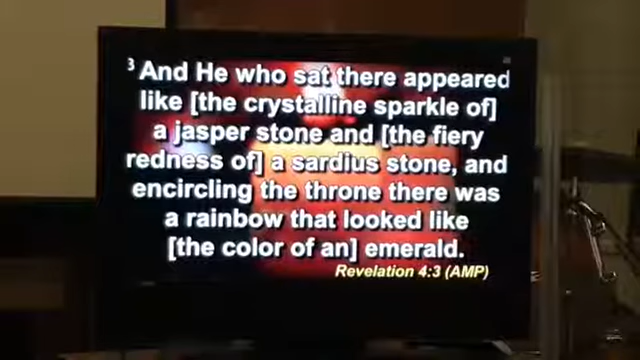 3 And He who sat there appeared
like [the crystalline sparkle of]
a jasper stone and [the fiery
redness of] a sardius stone, and
encircling the throne there was
a rainbow that looked like
[the color of an] emerald.
Revelation 4:3 (AMP)